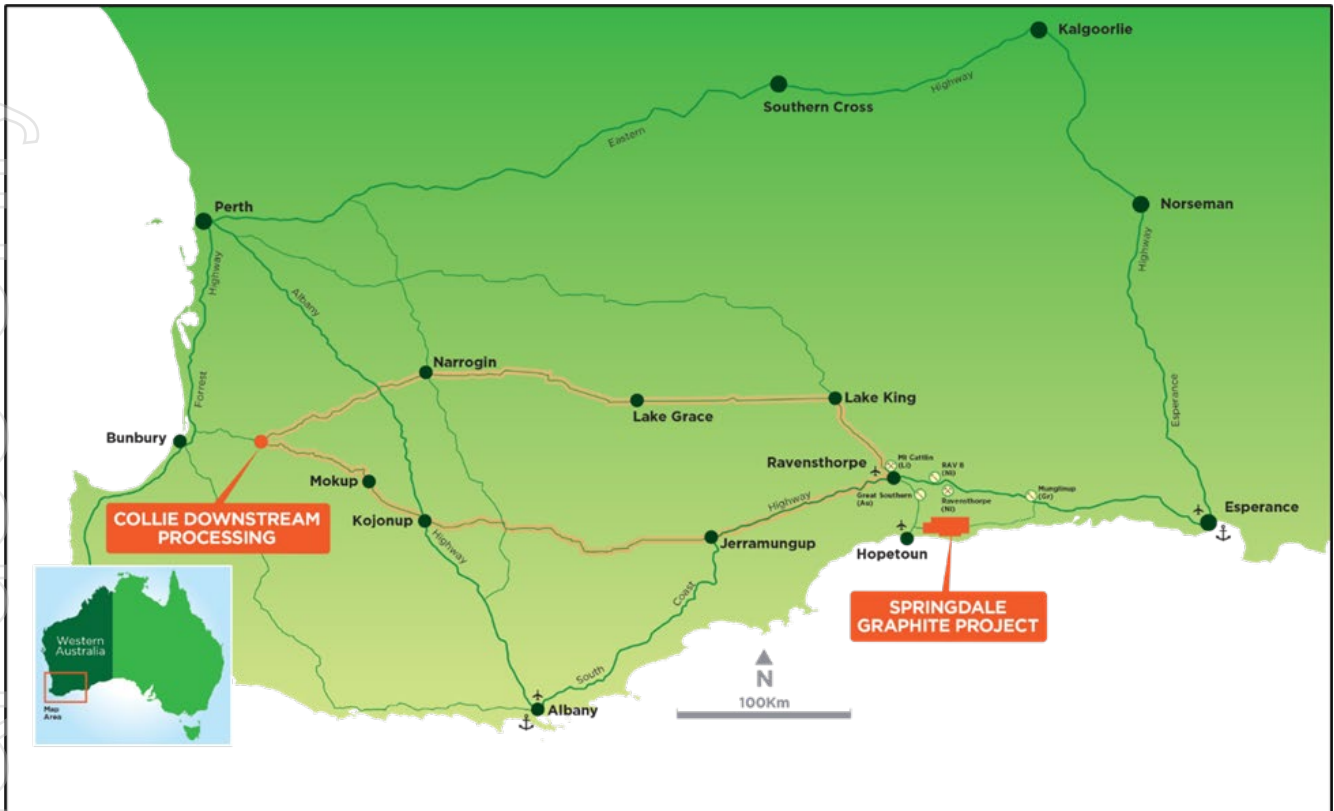 Kalgoorlie
Southern Cross
Highway
Eastern
Perth
Norseman
Highway
Highway
Albany
Forrest
Narrogin
Lake Grace
Lake King
Esperance
Bunbury
COLLIE DOWNSTREAM
PROCESSING
Mokup
Kojonup
Highway
Ravensthorpe
Mt Cattlin
(Li)
RAV 8
(Ni)
Great Southern
(Au)
Ravensthorpe
(Ni)
Munglinup
(Gr)
Highway
Esperance
Jerramungup
Hopetoun
SPRINGDALE
GRAPHITE PROJECT
Coast
South
Albany
N
100Km
Western
Australia
Map
Area